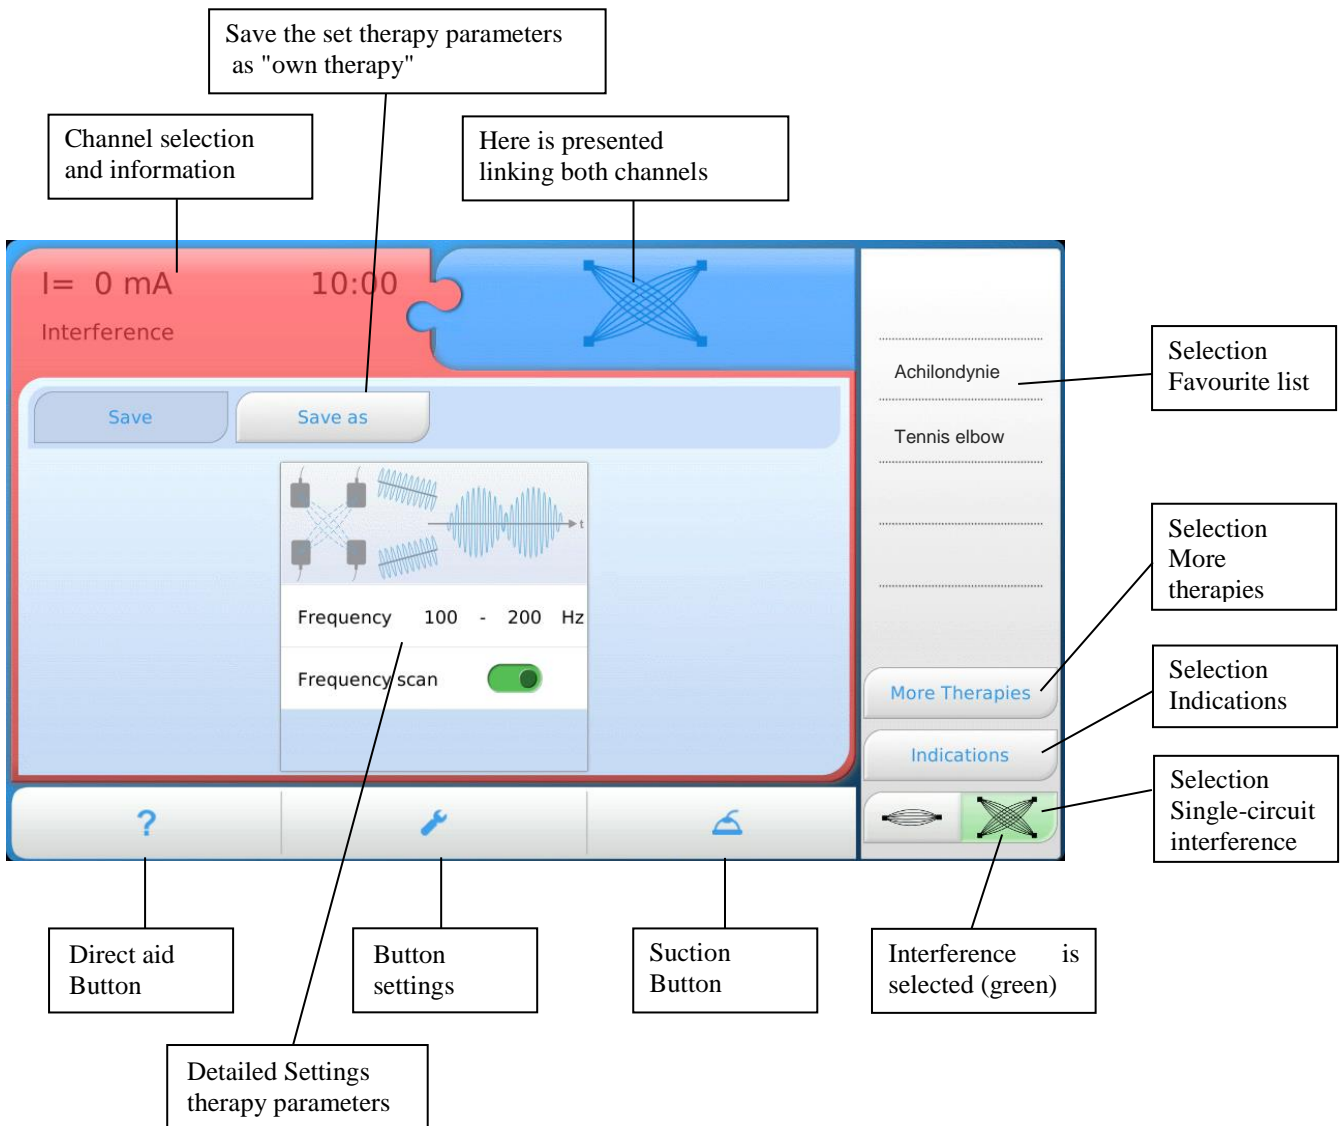 Save the set therapy parameters
as "own therapy"
Channel selection
and information
Here is presented
linking both channels
I= 0 mA 10:00
Interference
Save
Save as
t
Frequency 100 - 200 Hz
Frequency scan
Achilondynie
Tennis elbow
More Therapies
Indications
?
Selection
Favourite list
Selection
More
therapies
Selection
Indications
Selection
Single-circuit
interference
Direct aid
Button
Button
settings
Suction
Button
Interference is
selected (green)
Detailed Settings
therapy parameters